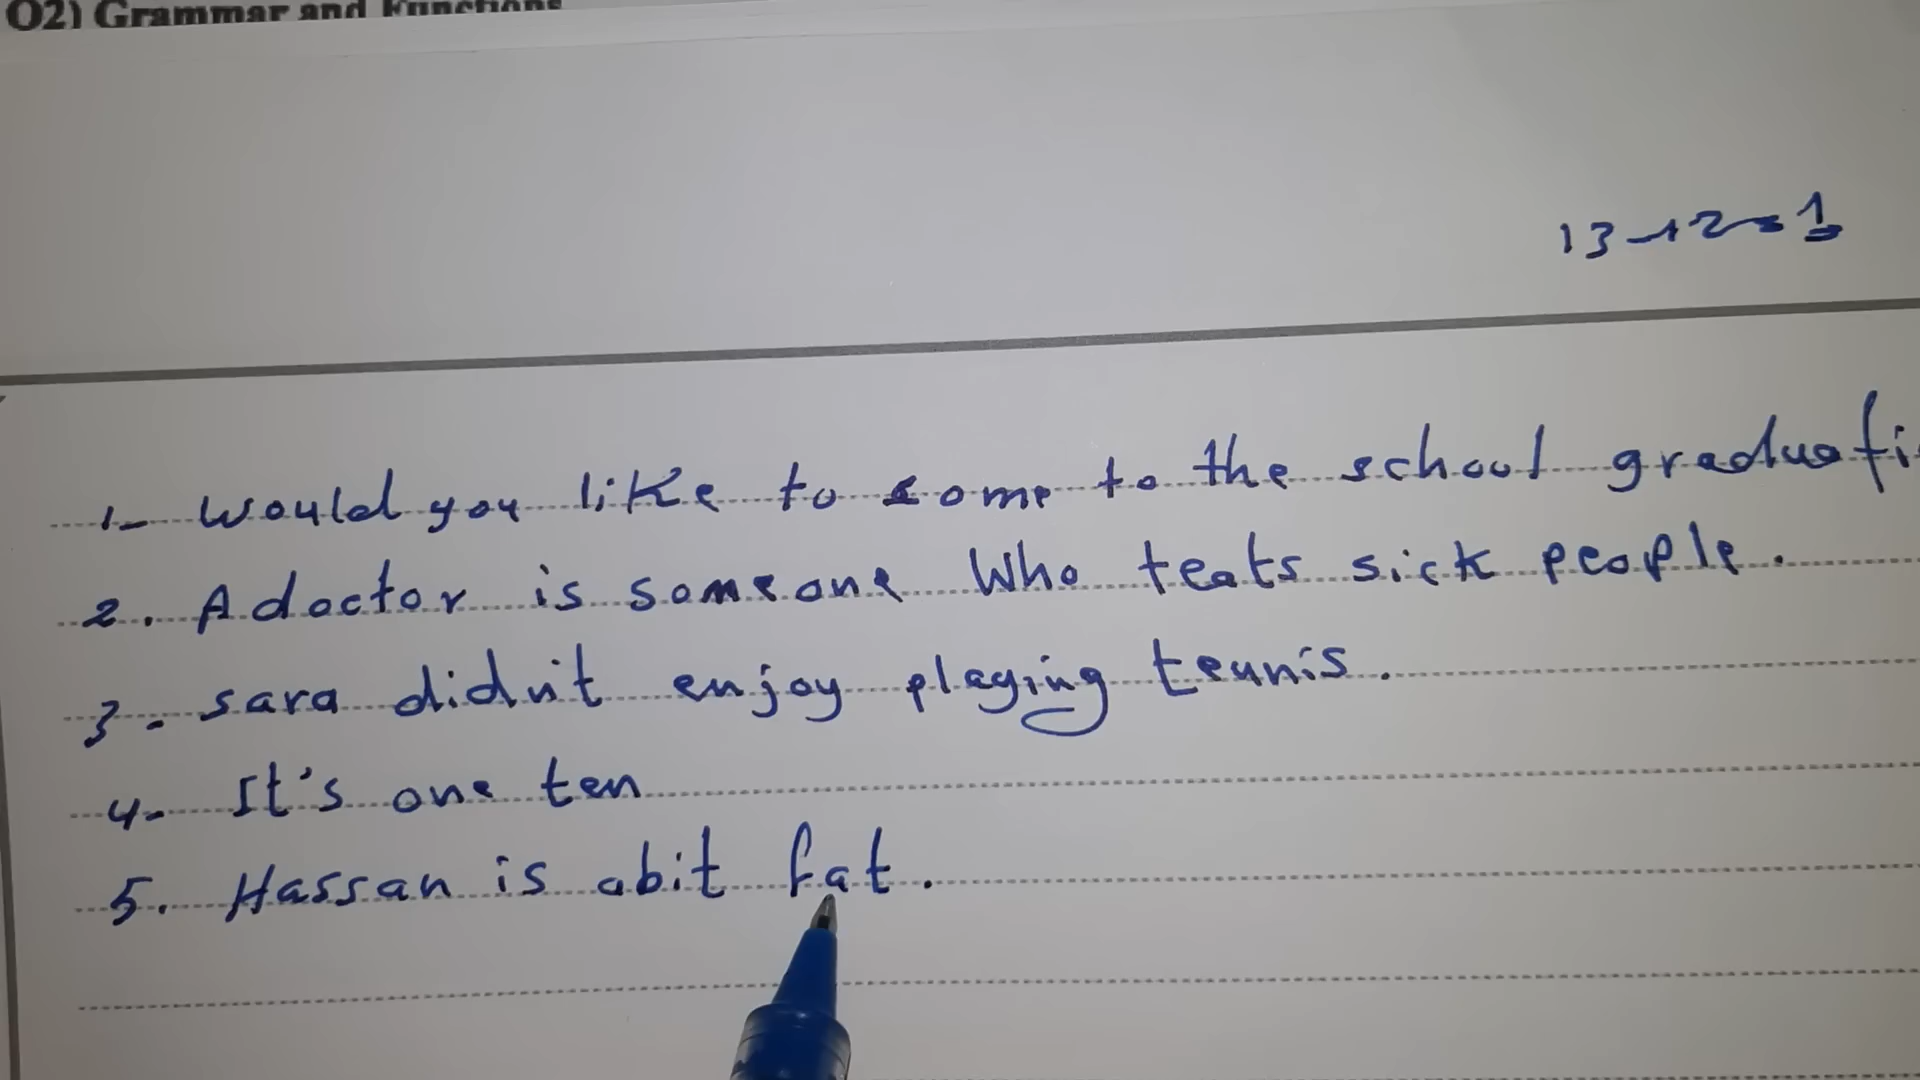 Q2) Grammar and Functions
13-12=1
1- Would you like to come to the school graduati
2. A doctor is someone who teats sick people.
3. sara didn't enjoy playing tennis.
4- It's one ten
5. Hassan is abit fat.